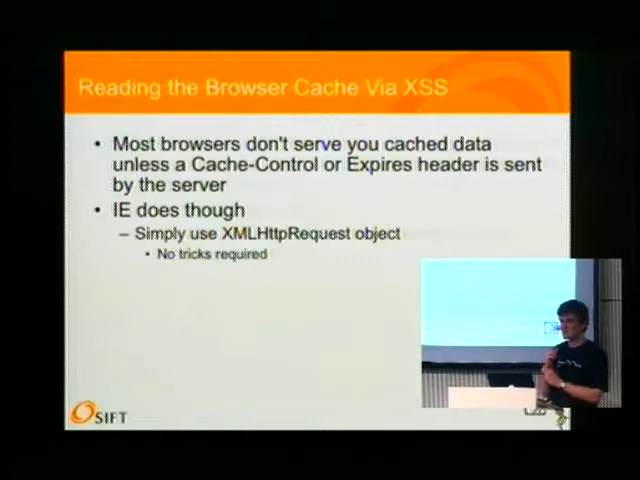 Reading the Browser Cache Via XSS
• Most browsers don't serve you cached data
unless a Cache-Control or Expires header is sent
by the server
• IE does though
– Simply use XMLHttpRequest object
• No tricks required
SIFT